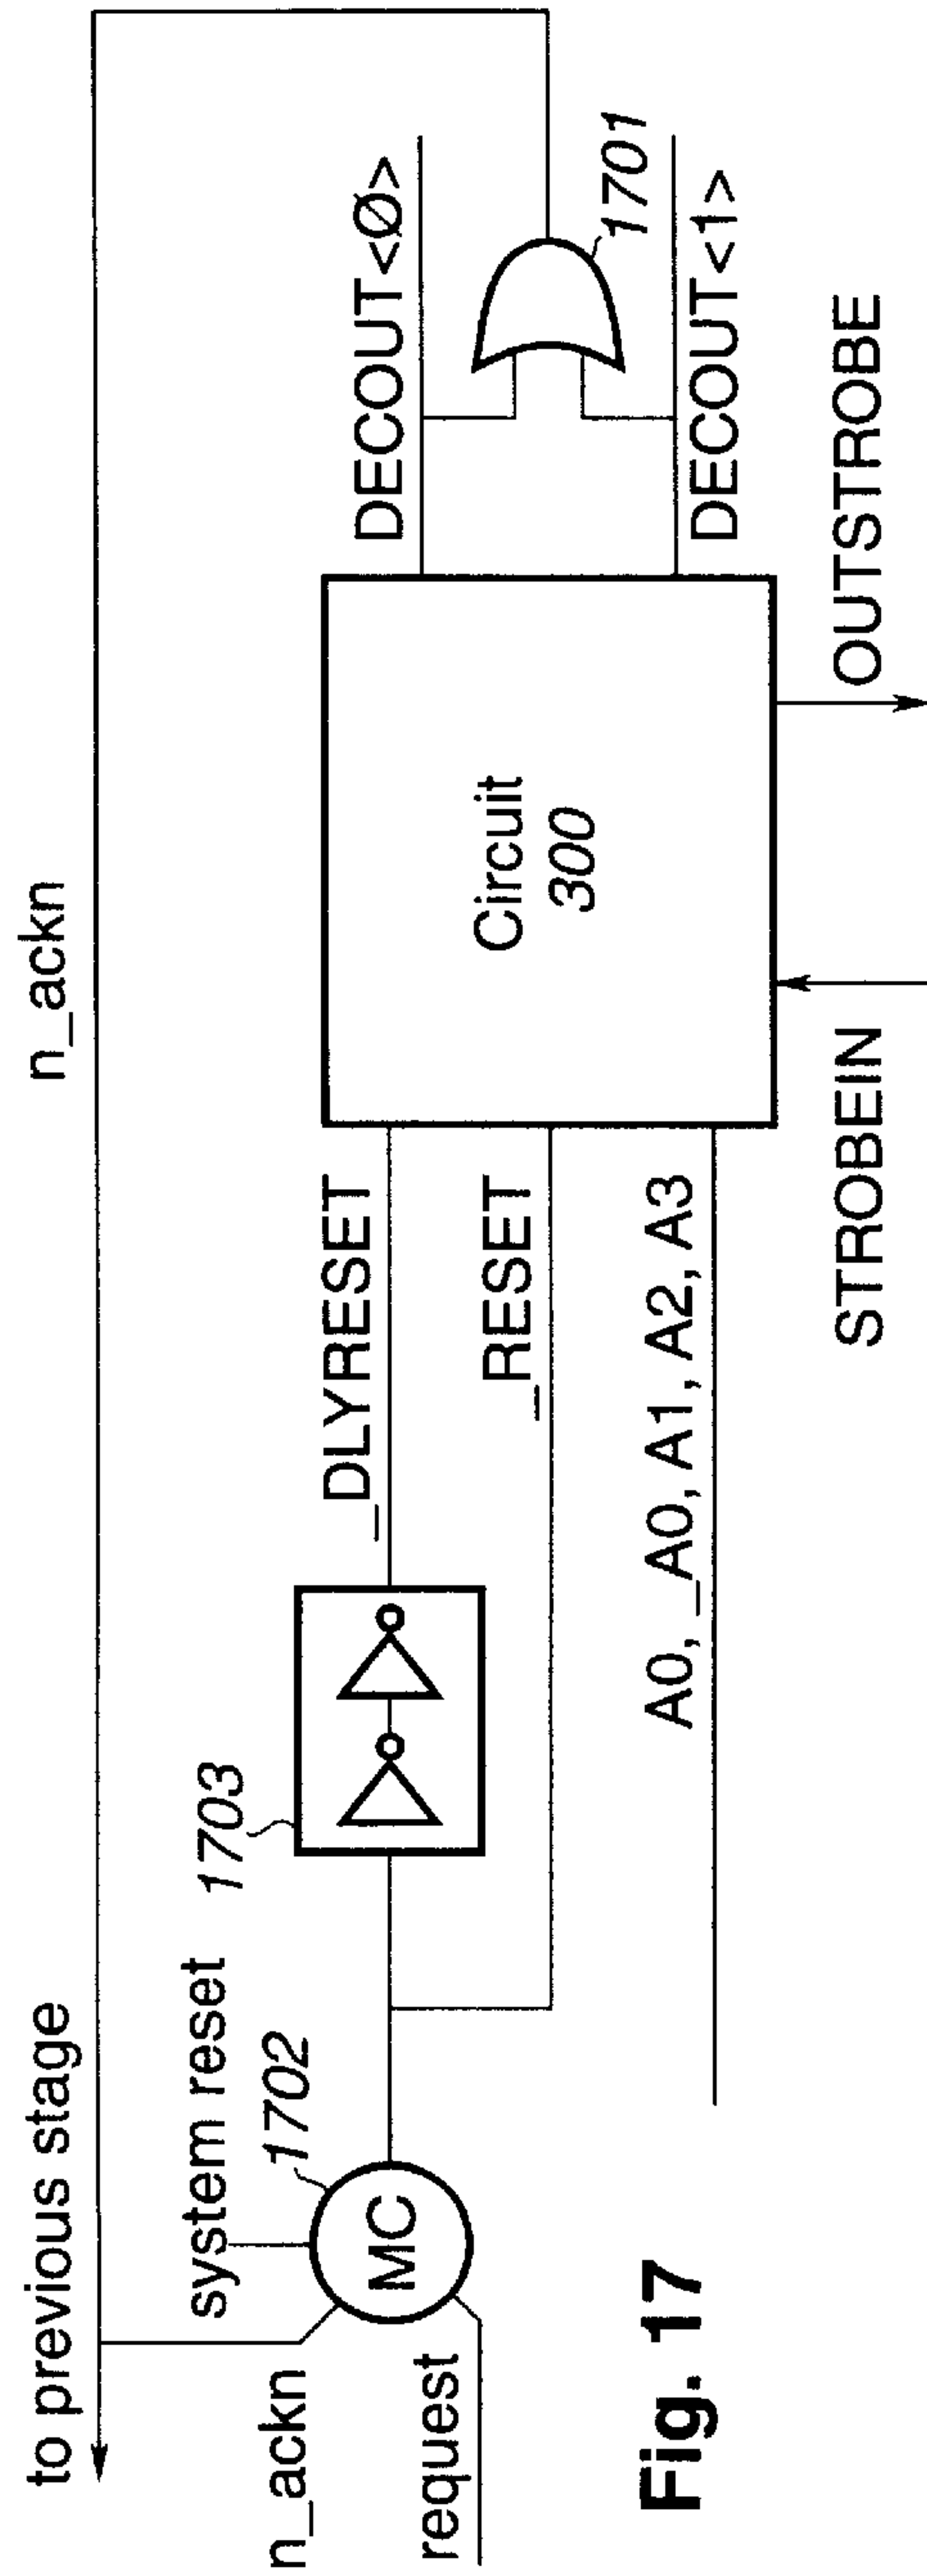 to previous stage
n_ackn
system reset
1702
1703
_DLYRESET
DECOUT<Ø>
n_ackn
MC
_RESET
Circuit
300
1701
request
A0, _A0, A1, A2, A3
DECOUT<1>
STROBEIN
OUTSTROBE
Fig. 17